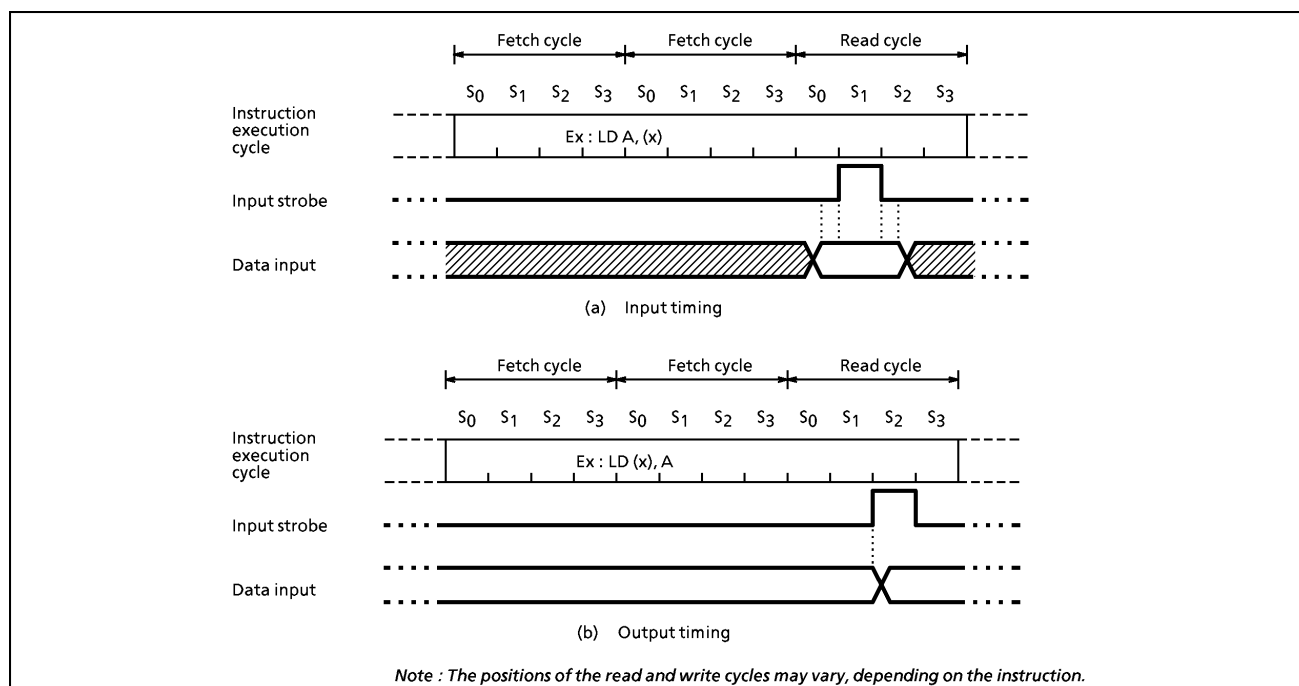 Fetch cycle Fetch cycle Read cycle
S0 S1 S2 S3 S0 S1 S2 S3 S0 S1 S2 S3
Instruction
execution
cycle
Ex : LD A, (x)
Input strobe
Data input
(a) Input timing
Fetch cycle Fetch cycle Read cycle
S0 S1 S2 S3 S0 S1 S2 S3 S0 S1 S2 S3
Instruction
execution
cycle
Ex : LD (x), A
Input strobe
Data input
(b) Output timing
Note : The positions of the read and write cycles may vary, depending on the instruction.